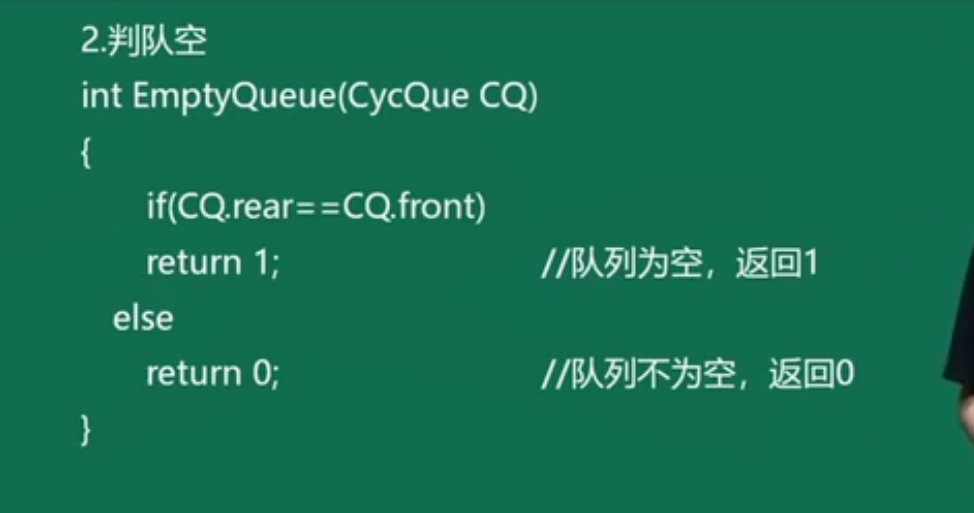 2.判队空
int EmptyQueue(CycQue CQ)
{
if(CQ.rear==CQ.front)
return 1; //队列为空，返回1
else
return 0; //队列不为空，返回0
}